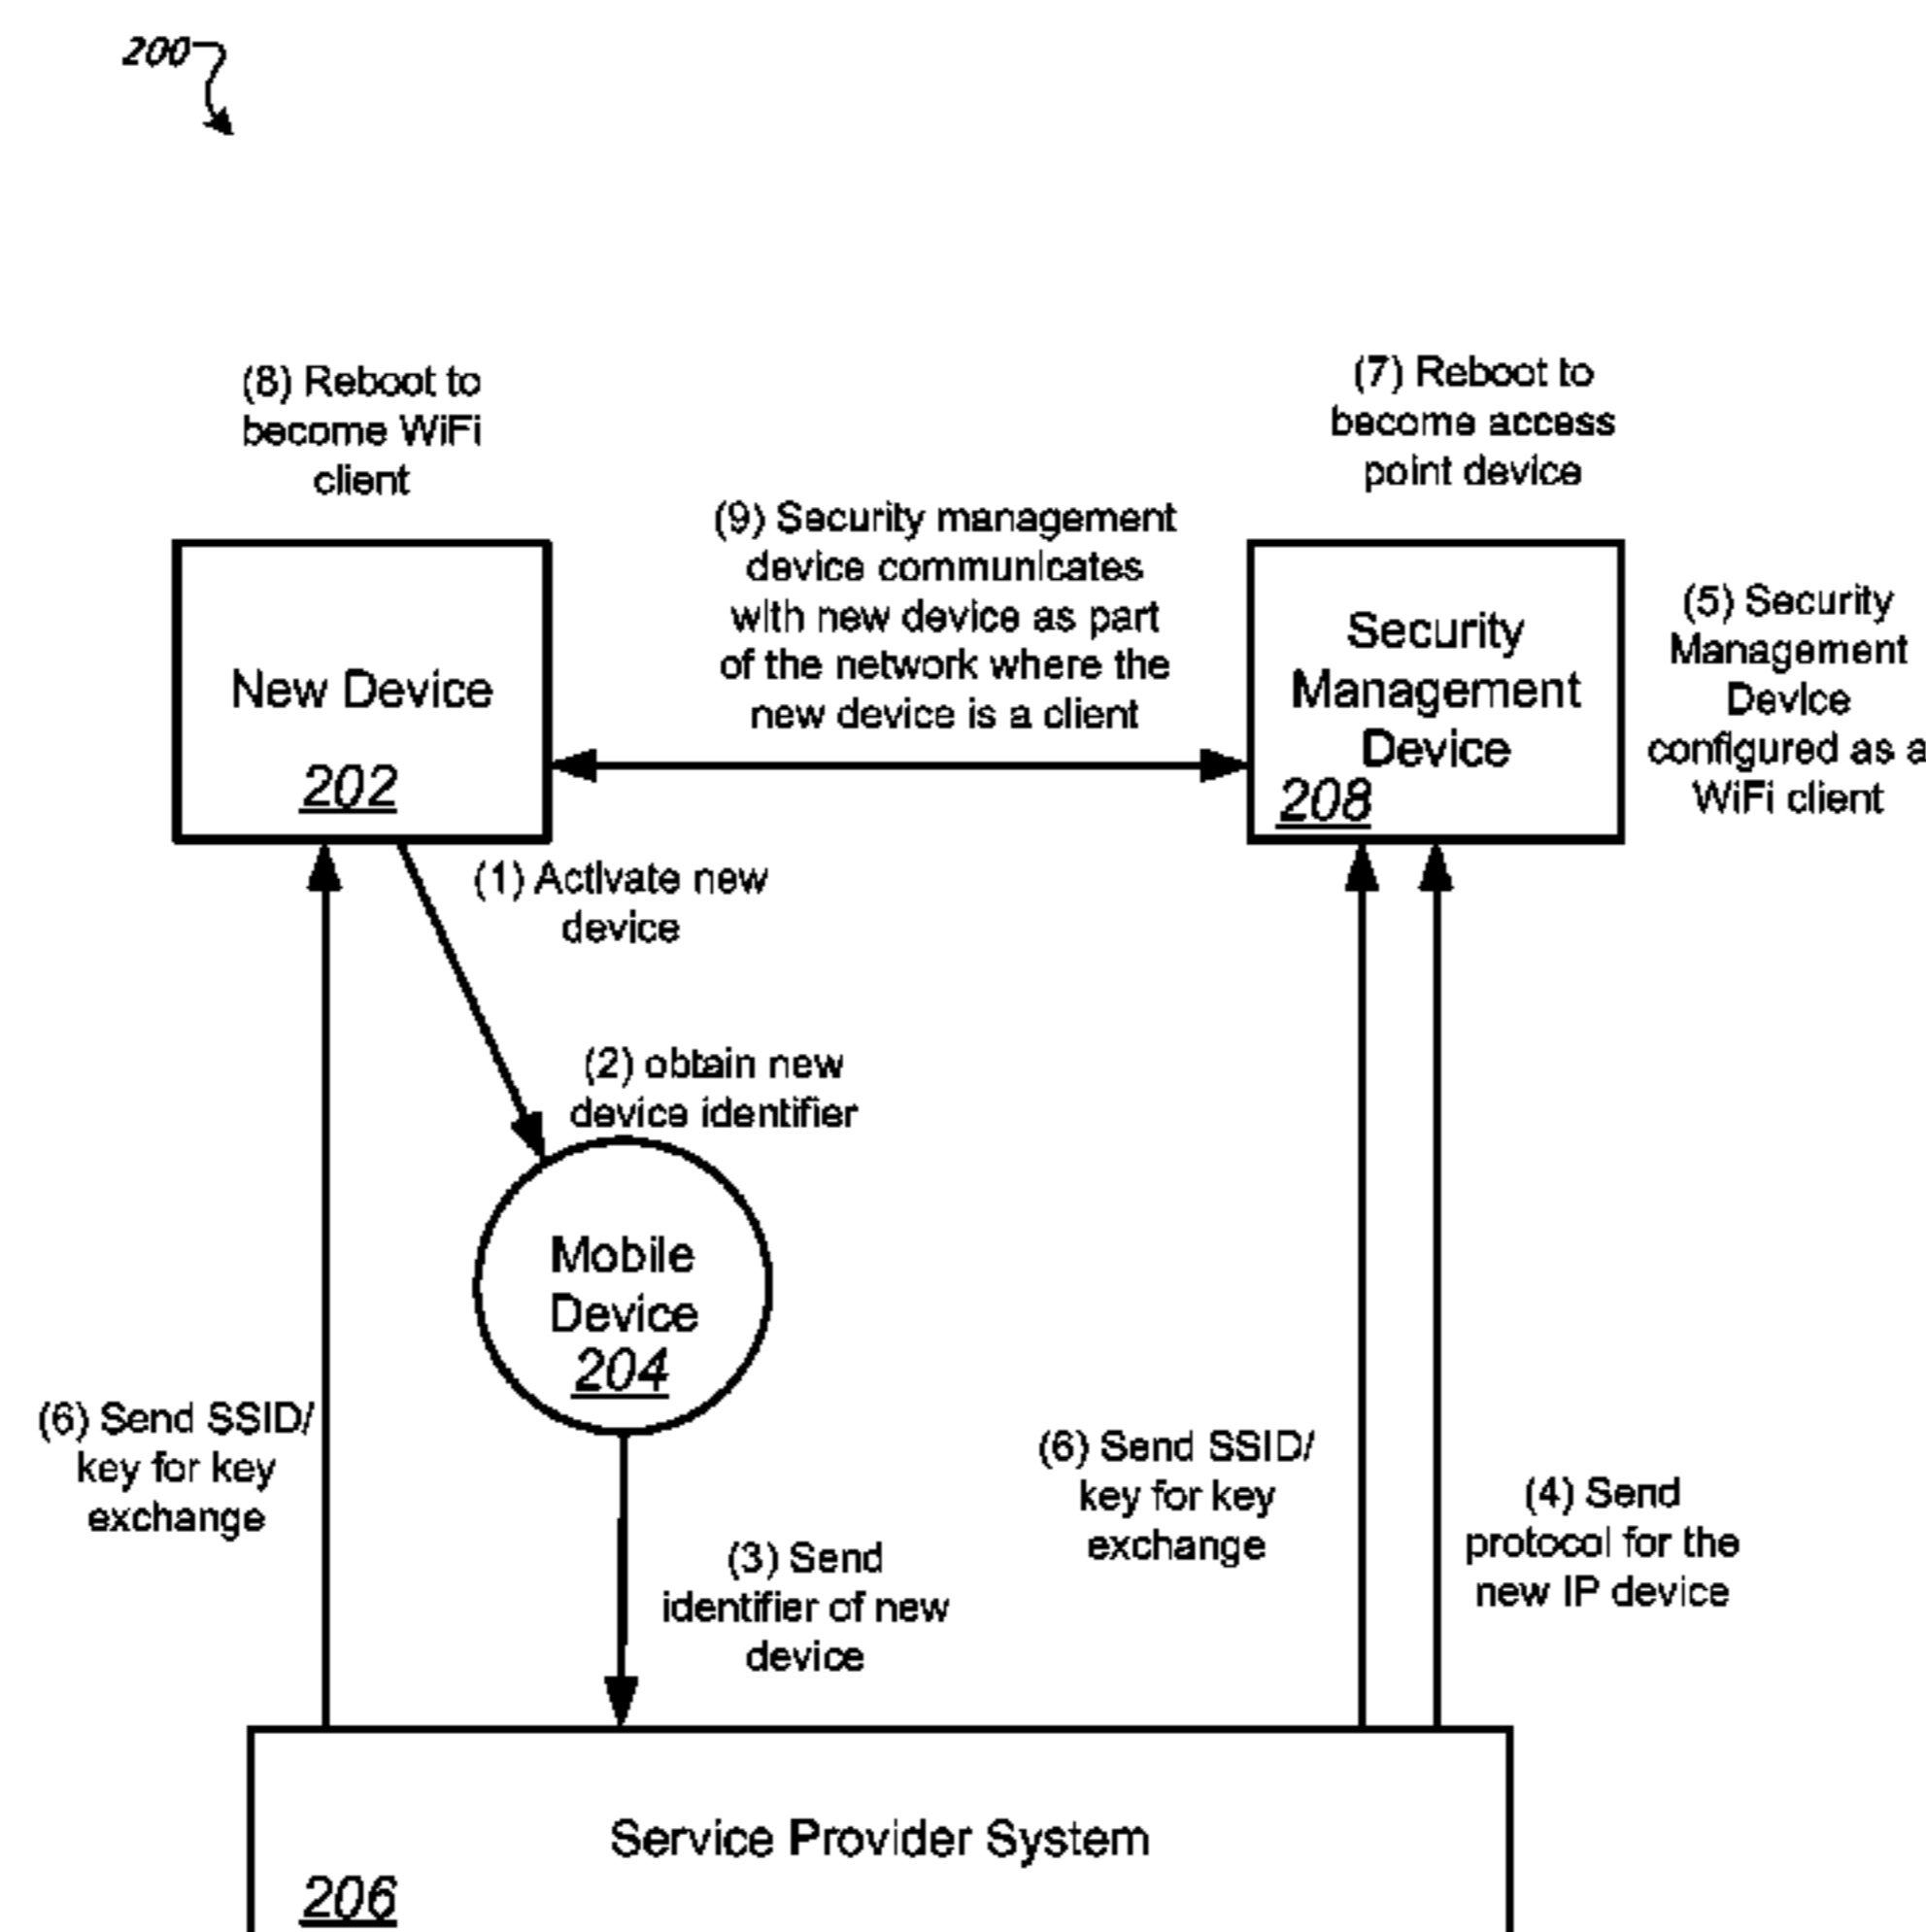 200
(8) Reboot to
become WiFi
client
(7) Reboot to
become access
point device
(9) Security management
device communicates
with new device as part
of the network where the
new device is a client
New Device
202
Security
Management
Device
208
(5) Security
Management
Device
configured as a
WiFi client
(1) Activate new
device
(2) obtain new
device identifier
Mobile
Device
204
(6) Send SSID/
key for key
exchange
(3) Send
identifier of new
device
(6) Send SSID/
key for key
exchange
(4) Send
protocol for the
new IP device
Service Provider System
206